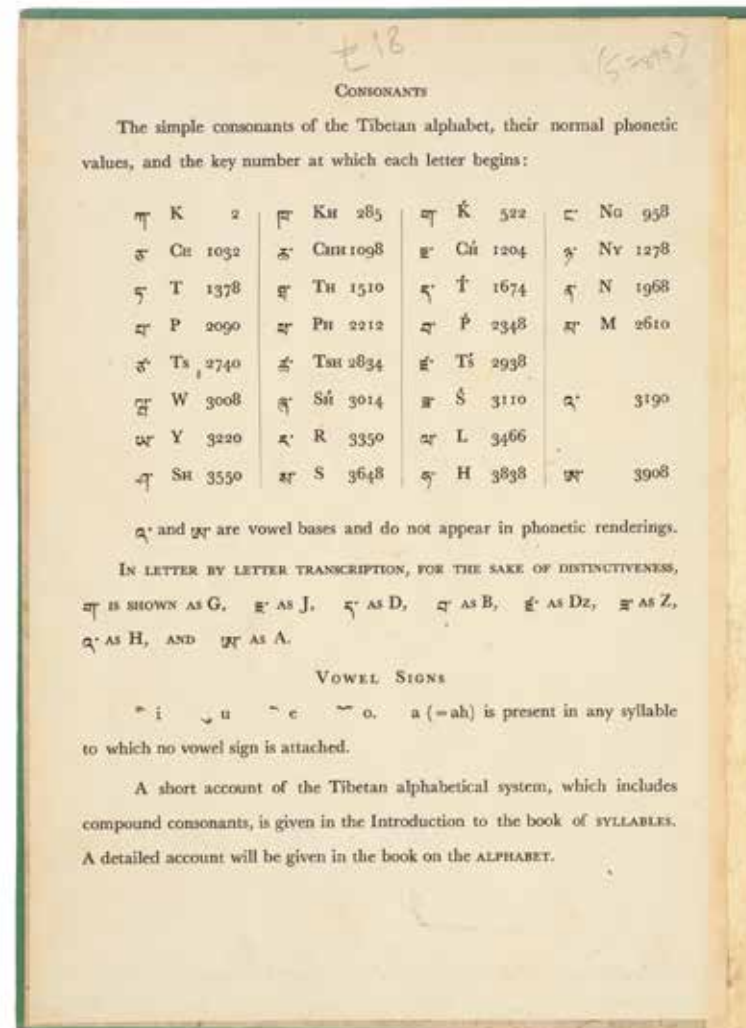 CONSONANTS
The simple consonants of the Tibetan alphabet, their normal phonetic
values, and the key number at which each letter begins:
ཀ K 2 ཁ KH 285 ག Ḱ 522 ང་ NG 958
ཅ་ CH 1032 ཆ་ CHH 1098 ཇ་ CH́ 1204 ཉ་ NY 1278
ཏ T 1378 ཐ་ TH 1510 ད་ T́ 1674 ན་ N 1968
པ་ P 2090 ཕ་ PH 2212 བ་ Ṕ 2348 མ་ M 2610
ཙ་ TS 2740 ཚ་ TSH 2834 ཛ་ TŚ 2938
ཝ W 3008 ཞ་ SH́ 3014 ཟ་ Ś 3110 འ་ 3190
ཡ་ Y 3220 ར་ R 3350 ལ་ L 3466
ཤ་ SH 3550 ས་ S 3648 ཧ་ H 3838 ཨ་ 3908
འ་ and ཨ་ are vowel bases and do not appear in phonetic renderings.
IN LETTER BY LETTER TRANSCRIPTION, FOR THE SAKE OF DISTINCTIVENESS,
ག IS SHOWN AS G, ཇ་ AS J, ད་ AS D, བ་ AS B, ཛ་ AS DZ, ཟ་ AS Z,
འ་ AS H, AND ཨ་ AS A.
VOWEL SIGNS
ི i ུ u ེ e ོ o. a (=ah) is present in any syllable
to which no vowel sign is attached.
A short account of the Tibetan alphabetical system, which includes
compound consonants, is given in the Introduction to the book of SYLLABLES.
A detailed account will be given in the book on the ALPHABET.